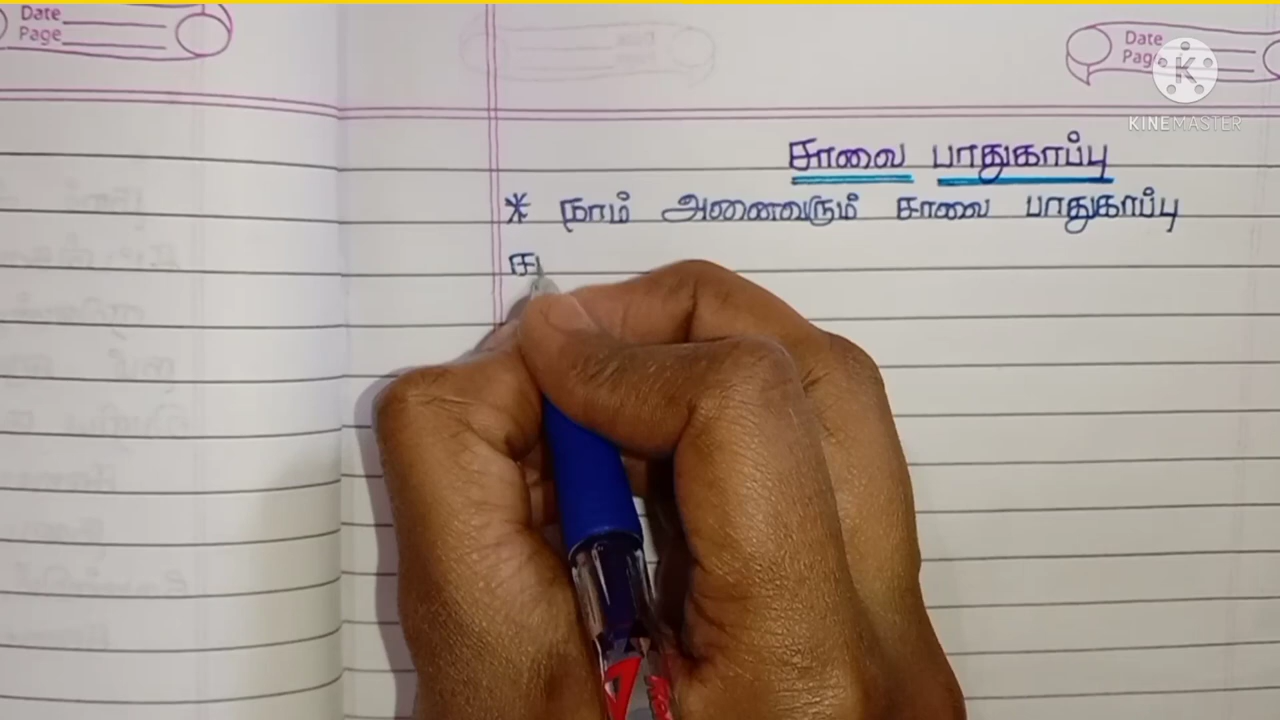 Date
Page
Date
Page
KINEMASTER
சாலை பாதுகாப்பு
* நாம் அனைவரும் சாலை பாதுகாப்பு